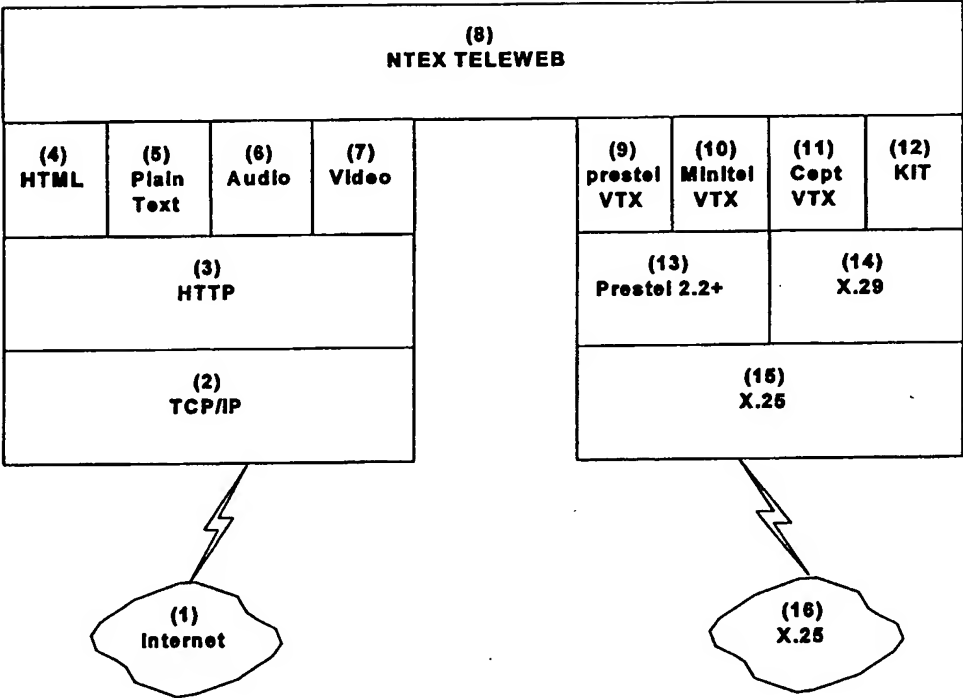 (8)
NTEX TELEWEB
(4)
HTML
(5)
Plain
Text
(6)
Audio
(7)
Video
(9)
prestel
VTX
(10)
Minitel
VTX
(11)
Cept
VTX
(12)
KIT
(3)
HTTP
(13)
Prestel 2.2+
(14)
X.29
(2)
TCP/IP
(15)
X.25
(1)
Internet
(16)
X.25